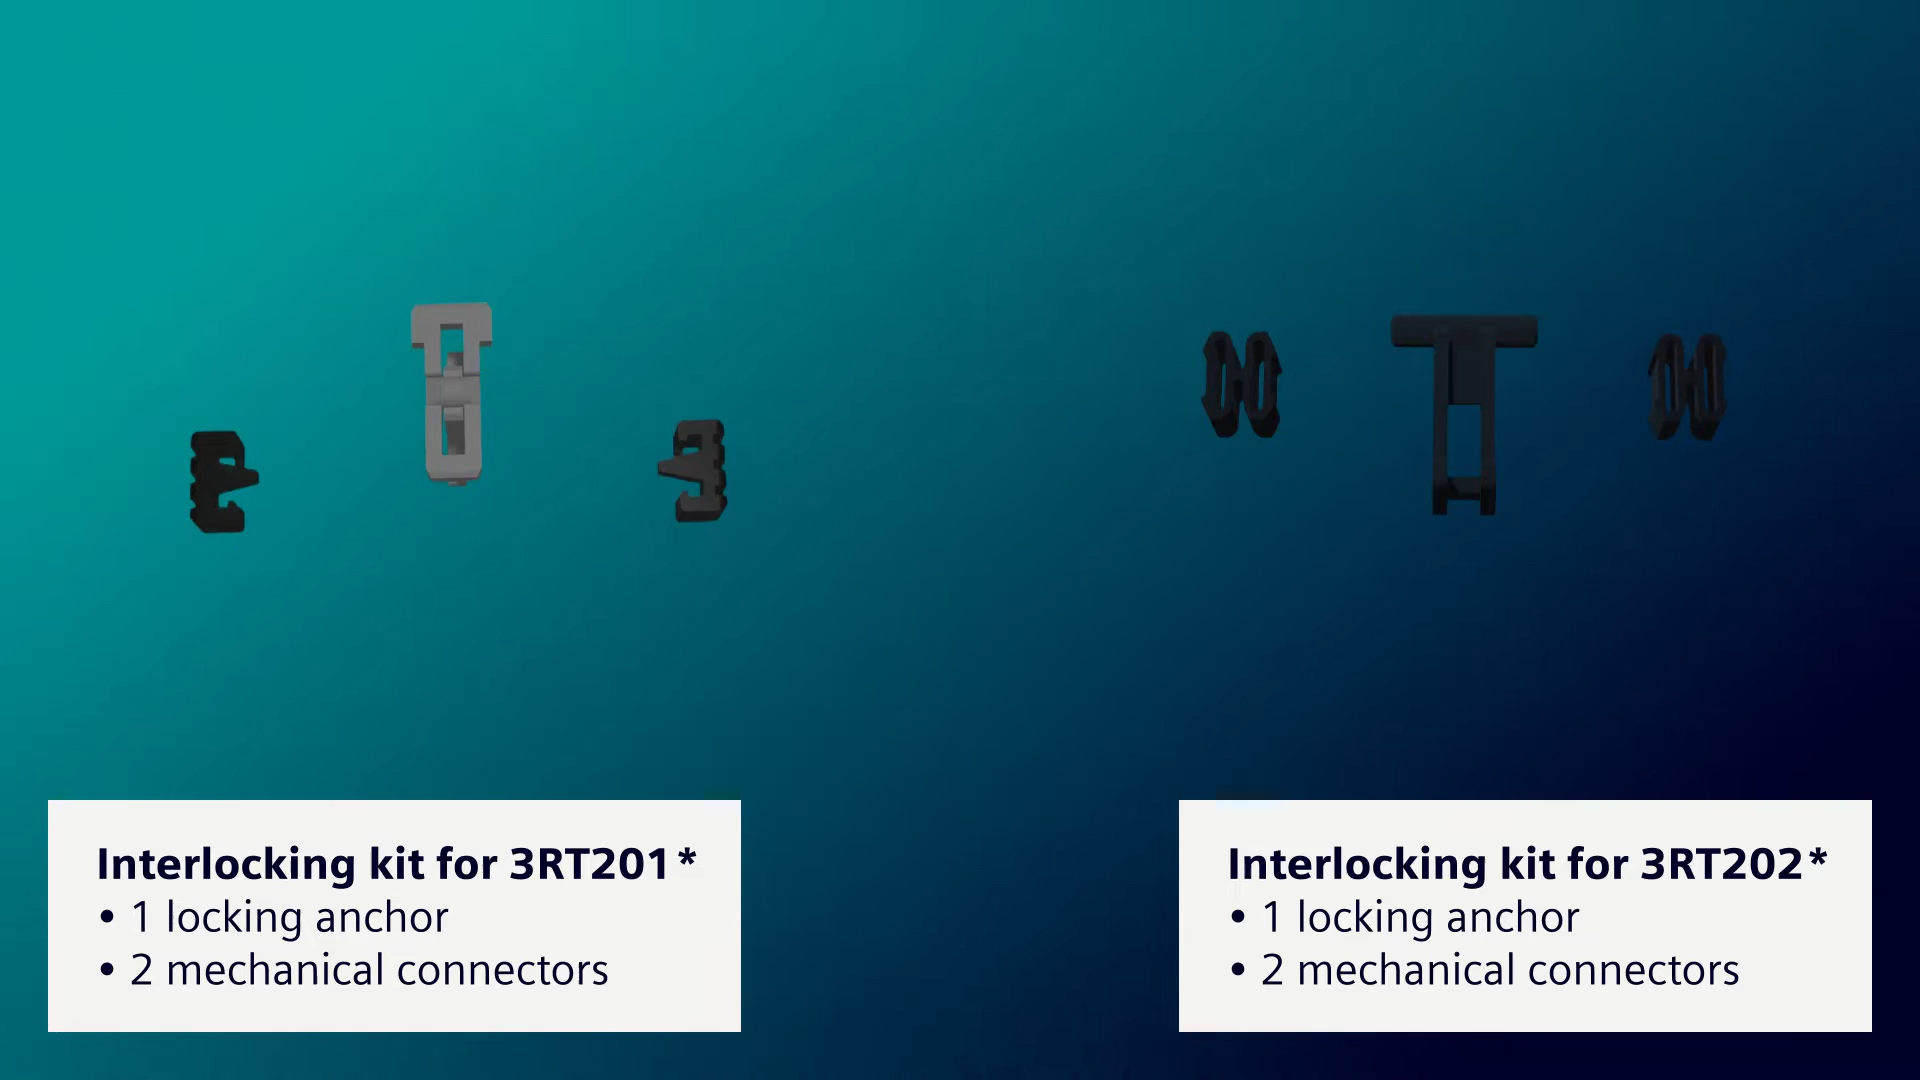 Interlocking kit for 3RT201*
• 1 locking anchor
• 2 mechanical connectors
Interlocking kit for 3RT202*
• 1 locking anchor
• 2 mechanical connectors